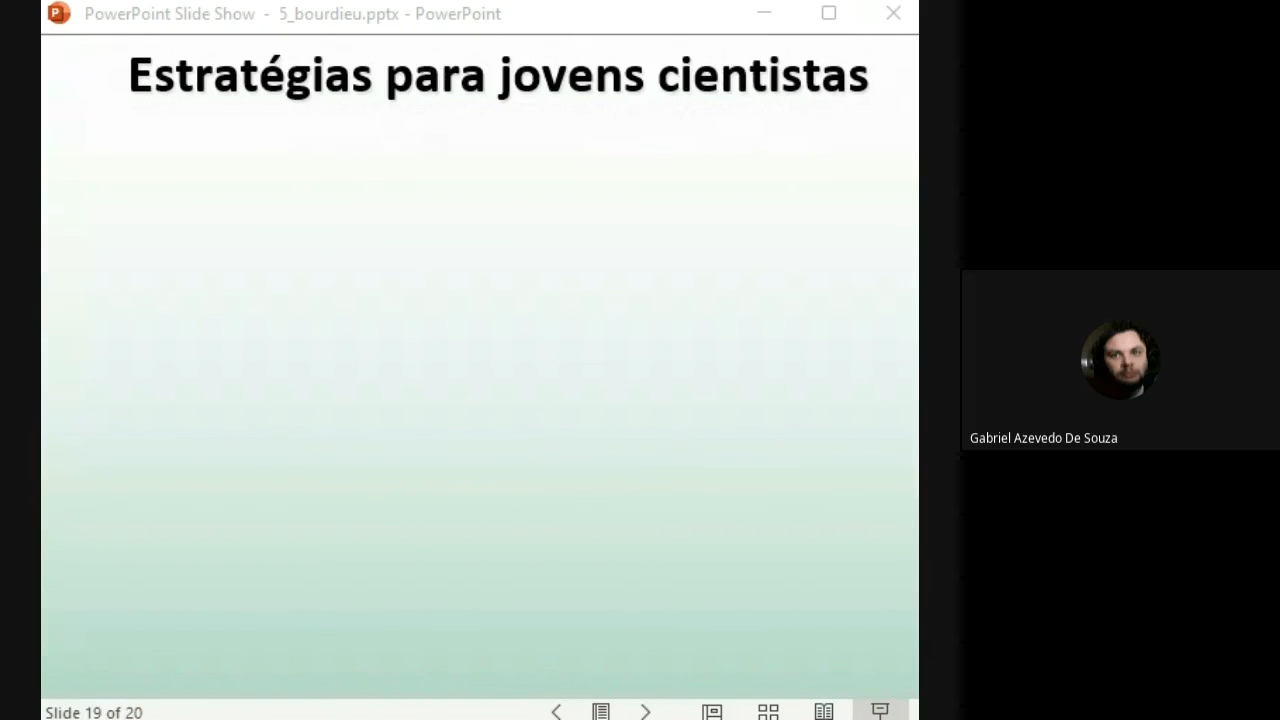 PowerPoint Slide Show - 5_bourdieu.pptx - PowerPoint
Estratégias para jovens cientistas
Gabriel Azevedo De Souza
Slide 19 of 20